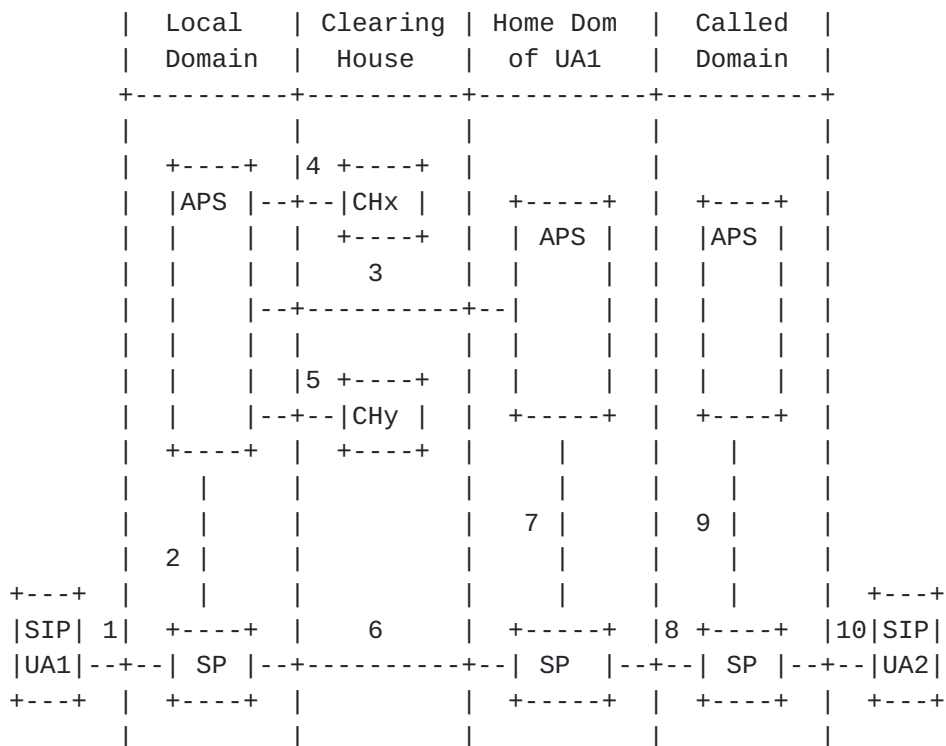 | Local | Clearing | Home Dom | Called |
| Domain | House | of UA1 | Domain |
+----------+----------+-----------+----------+
| | | | |
| +----+ |4 +----+ | | |
| |APS |--+--|CHx | | +-----+ | +----+ |
| | | | +----+ | | APS | | |APS | |
| | | | 3 | | | | | | |
| | |--+----------+--| | | | | |
| | | | | | | | | | |
| | | |5 +----+ | | | | | | |
| | |--+--|CHy | | +-----+ | +----+ |
| +----+ | +----+ | | | | |
| | | | | | | |
| | | | 7 | | 9 | |
| 2 | | | | | | |
+---+ | | | | | | | | +---+
|SIP| 1| +----+ | 6 | +-----+ |8 +----+ |10|SIP|
|UA1|--+--| SP |--+----------+--| SP |--+--| SP |--+--|UA2|
+---+ | +----+ | | +-----+ | +----+ | +---+
| | | | |